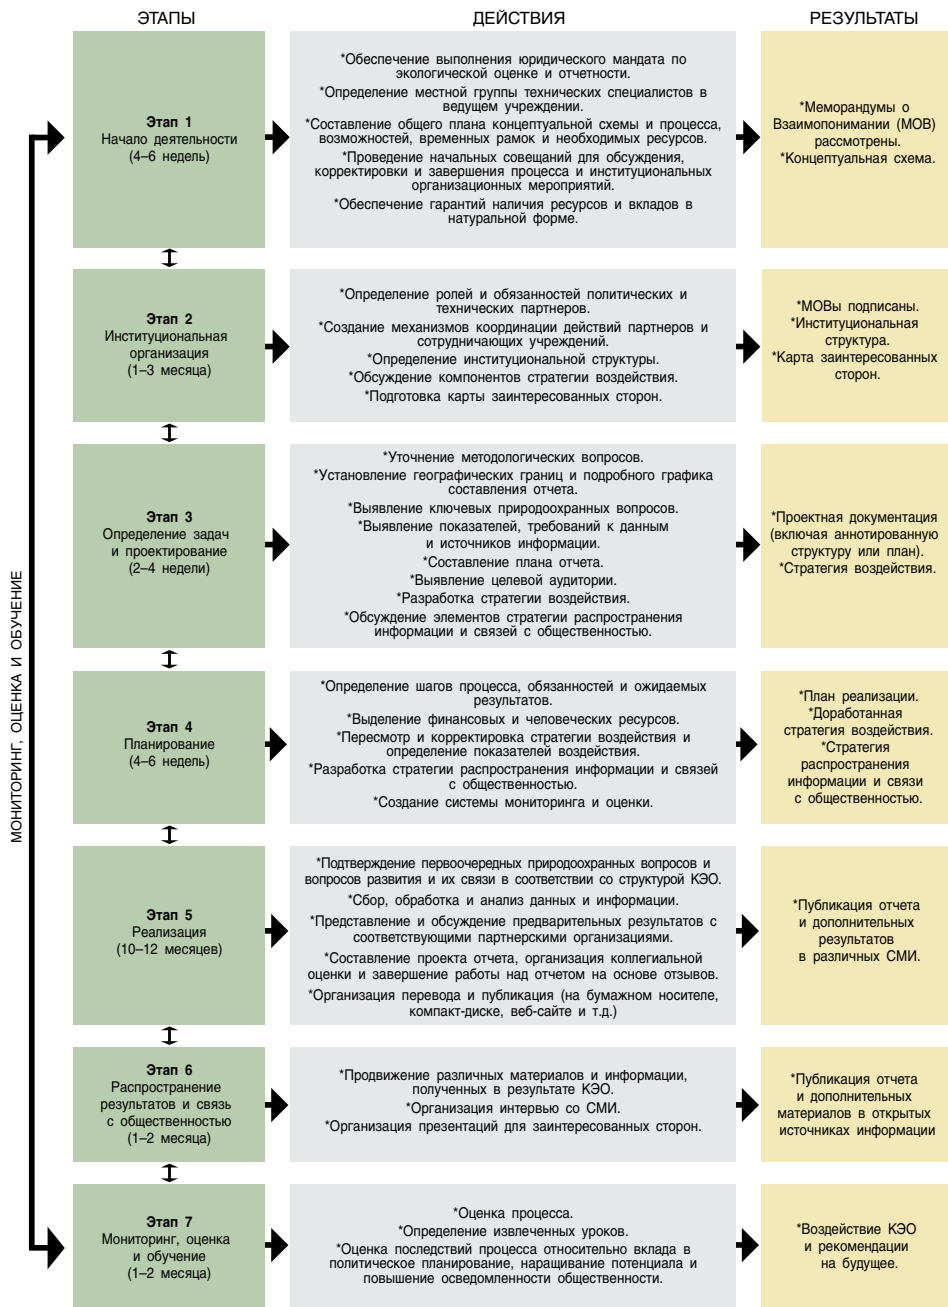 ЭТАПЫ
ДЕЙСТВИЯ
РЕЗУЛЬТАТЫ
МОНИТОРИНГ, ОЦЕНКА И ОБУЧЕНИЕ
Этап 1
Начало деятельности
(4–6 недель)
*Обеспечение выполнения юридического мандата по
экологической оценке и отчетности.
*Определение местной группы технических специалистов в
ведущем учреждении.
*Составление общего плана концептуальной схемы и процесса,
возможностей, временных рамок и необходимых ресурсов.
*Проведение начальных совещаний для обсуждения,
корректировки и завершения процесса и институциональных
организационных мероприятий.
*Обеспечение гарантий наличия ресурсов и вкладов в
натуральной форме.
*Меморандумы о
Взаимопонимании (МОВ)
рассмотрены.
*Концептуальная схема.
Этап 2
Институциональная
организация
(1–3 месяца)
*Определение ролей и обязанностей политических и
технических партнеров.
*Создание механизмов координации действий партнеров и
сотрудничающих учреждений.
*Определение институциональной структуры.
*Обсуждение компонентов стратегии воздействия.
*Подготовка карты заинтересованных сторон.
*МОВы подписаны.
*Институциональная
структура.
*Карта заинтересованных
сторон.
Этап 3
Определение задач
и проектирование
(2–4 недели)
*Уточнение методологических вопросов.
*Установление географических границ и подробного графика
составления отчета.
*Выявление ключевых природоохранных вопросов.
*Выявление показателей, требований к данным
и источников информации.
*Составление плана отчета.
*Выявление целевой аудитории.
*Разработка стратегии воздействия.
*Обсуждение элементов стратегии распространения
информации и связей с общественностью.
*Проектная документация
(включая аннотированную
структуру или план).
*Стратегия воздействия.
Этап 4
Планирование
(4–6 недель)
*Определение шагов процесса, обязанностей и ожидаемых
результатов.
*Выделение финансовых и человеческих ресурсов.
*Пересмотр и корректировка стратегии воздействия и
определение показателей воздействия.
*Разработка стратегии распространения информации и связей
с общественностью.
*Создание системы мониторинга и оценки.
*План реализации.
*Доработанная
стратегия воздействия.
*Стратегия
распространения
информации и связи
с общественностью.
Этап 5
Реализация
(10–12 месяцев)
*Подтверждение первоочередных природоохранных вопросов и
вопросов развития и их связи в соответствии со структурой КЭО.
*Сбор, обработка и анализ данных и информации.
*Представление и обсуждение предварительных результатов с
соответствующими партнерскими организациями.
*Составление проекта отчета, организация коллегиальной
оценки и завершение работы над отчетом на основе отзывов.
*Организация перевода и публикация (на бумажном носителе,
компакт-диске, веб-сайте и т.д.)
*Публикация отчета
и дополнительных
результатов
в различных СМИ.
Этап 6
Распространение
результатов и связь
с общественностью
(1–2 месяца)
*Продвижение различных материалов и информации,
полученных в результате КЭО.
*Организация интервью со СМИ.
*Организация презентаций для заинтересованных сторон.
*Публикация отчета
и дополнительных
материалов в открытых
источниках информации
Этап 7
Мониторинг, оценка
и обучение
(1–2 месяца)
*Оценка процесса.
*Определение извлеченных уроков.
*Оценка последствий процесса относительно вклада в
политическое планирование, наращивание потенциала и
повышение осведомленности общественности.
*Воздействие КЭО
и рекомендации
на будущее.